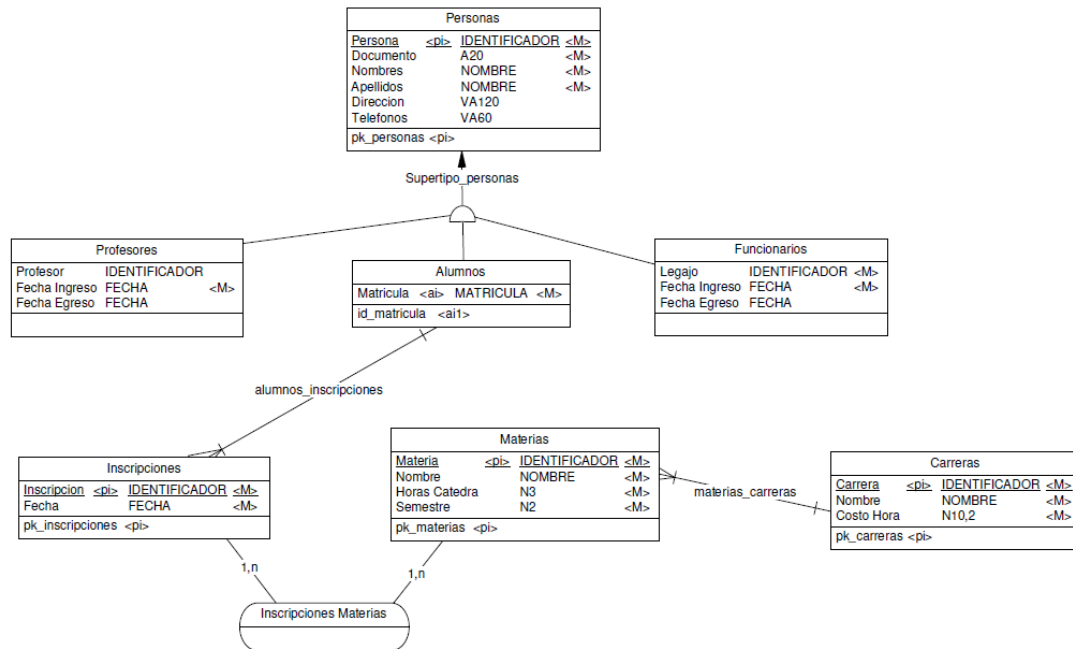 Personas
Persona <pi> IDENTIFICADOR <M>
Documento A20 <M>
Nombres NOMBRE <M>
Apellidos NOMBRE <M>
Direccion VA120
Telefonos VA60
pk_personas <pi>
Supertipo_personas
Profesores
Profesor IDENTIFICADOR
Fecha Ingreso FECHA <M>
Fecha Egreso FECHA
Alumnos
Matricula <ai> MATRICULA <M>
id_matricula <ai1>
Funcionarios
Legajo IDENTIFICADOR <M>
Fecha Ingreso FECHA <M>
Fecha Egreso FECHA
alumnos_inscripciones
Inscripciones
Inscripcion <pi> IDENTIFICADOR <M>
Fecha FECHA <M>
pk_inscripciones <pi>
Materias
Materia <pi> IDENTIFICADOR <M>
Nombre NOMBRE <M>
Horas Catedra N3 <M>
Semestre N2 <M>
pk_materias <pi>
materias_carreras
Carreras
Carrera <pi> IDENTIFICADOR <M>
Nombre NOMBRE <M>
Costo Hora N10,2 <M>
pk_carreras <pi>
1,n
1,n
Inscripciones Materias